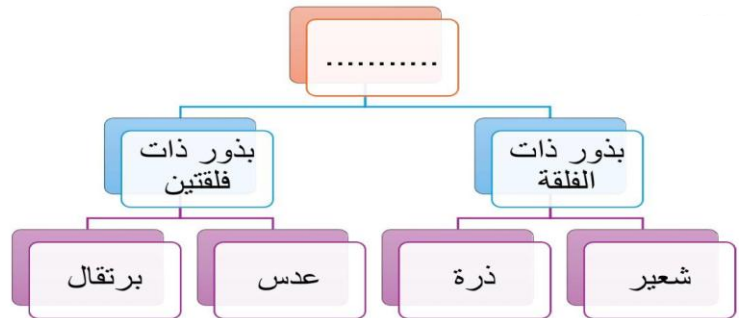 ...........
بذور ذات
الفلقة
بذور ذات
فلقتين
شعير
ذرة
عدس
برتقال